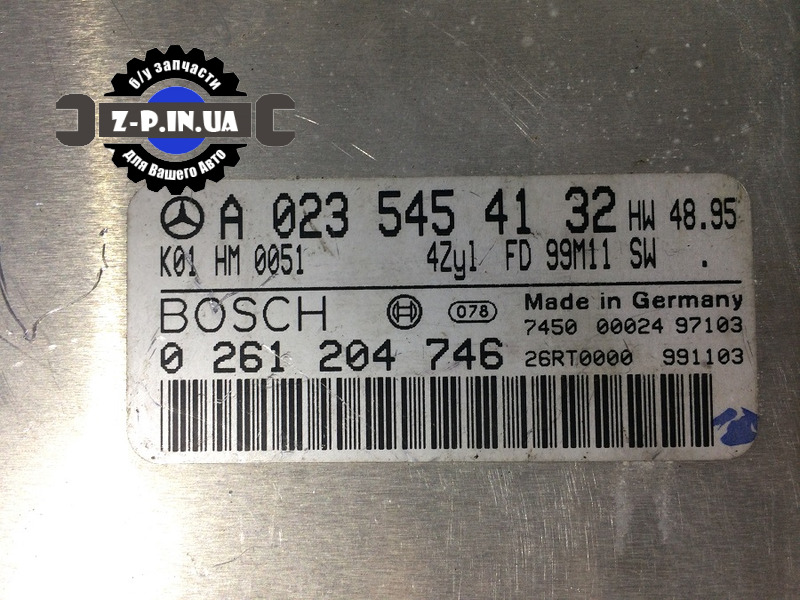 б/у запчасти
Z-P.IN.UA
для Вашего Авто
A 023 545 41 32 HW 48.95
K01 HM 0051 4Zyl FD 99M11 SW .
BOSCH 078 Made in Germany
7450 00024 97103
0 261 204 746 26RT0000 991103